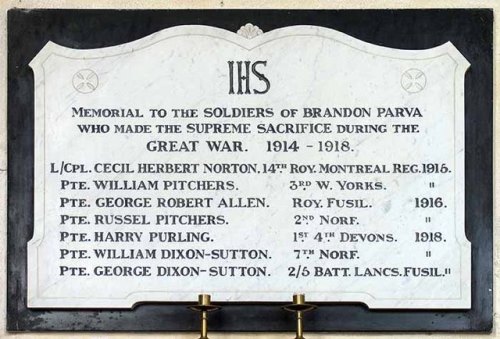 IHS
MEMORIAL TO THE SOLDIERS OF BRANDON PARVA
WHO MADE THE SUPREME SACRIFICE DURING THE
GREAT WAR. 1914 - 1918.
L/CPL. CECIL HERBERT NORTON. 14TH ROY. MONTREAL REG. 1915.
PTE. WILLIAM PITCHERS. 3RD W. YORKS. "
PTE. GEORGE ROBERT ALLEN. ROY. FUSIL. 1916.
PTE. RUSSEL PITCHERS. 2ND NORF. "
PTE. HARRY PURLING. 1ST 4TH DEVONS. 1918.
PTE. WILLIAM DIXON-SUTTON. 7TH NORF. "
PTE. GEORGE DIXON-SUTTON. 2/5 BATT. LANCS. FUSIL. "